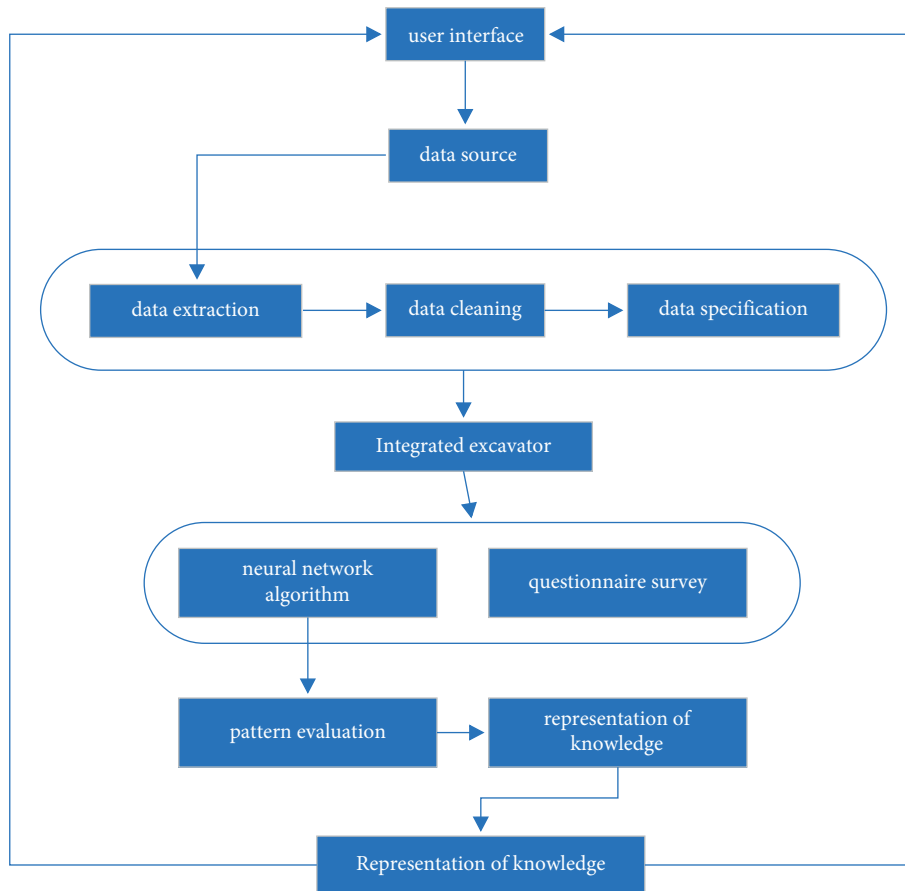 user interface
data source
data extraction
data cleaning
data specification
Integrated excavator
neural network
algorithm
questionnaire survey
pattern evaluation
representation of
knowledge
Representation of knowledge